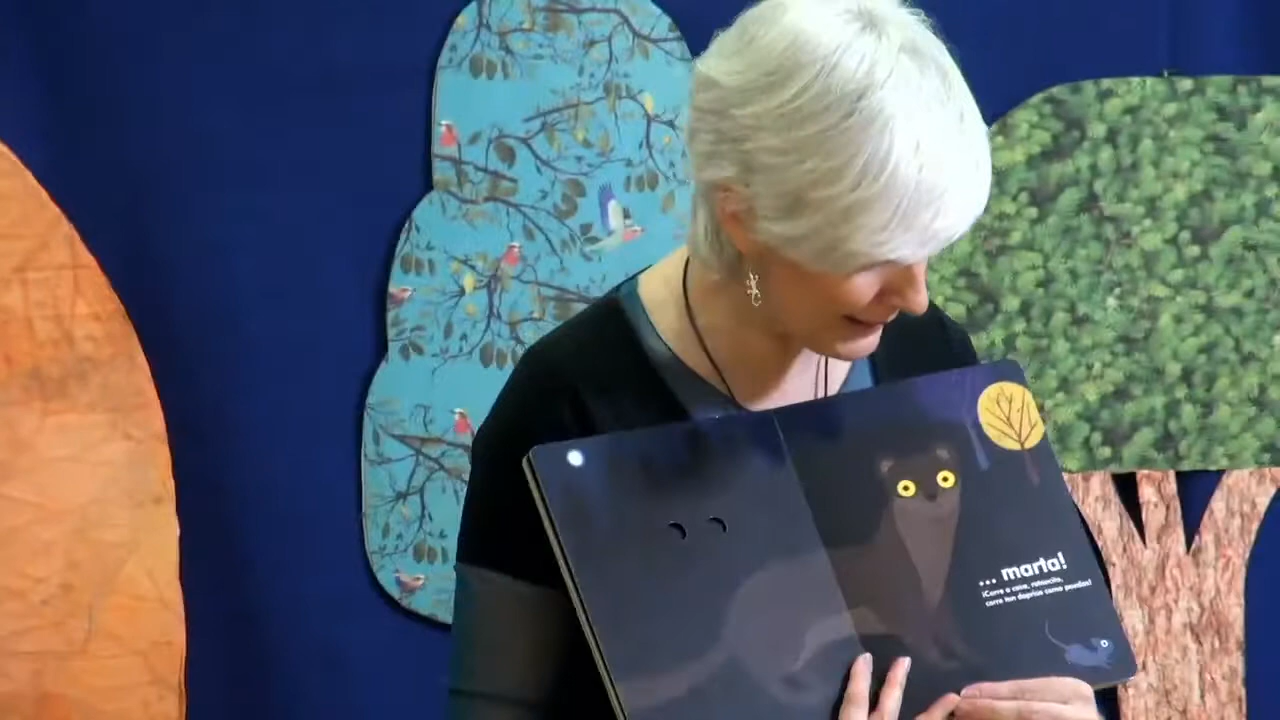 ... marta!
¡Corre a casa, ratoncito,
corre tan deprisa como puedas!